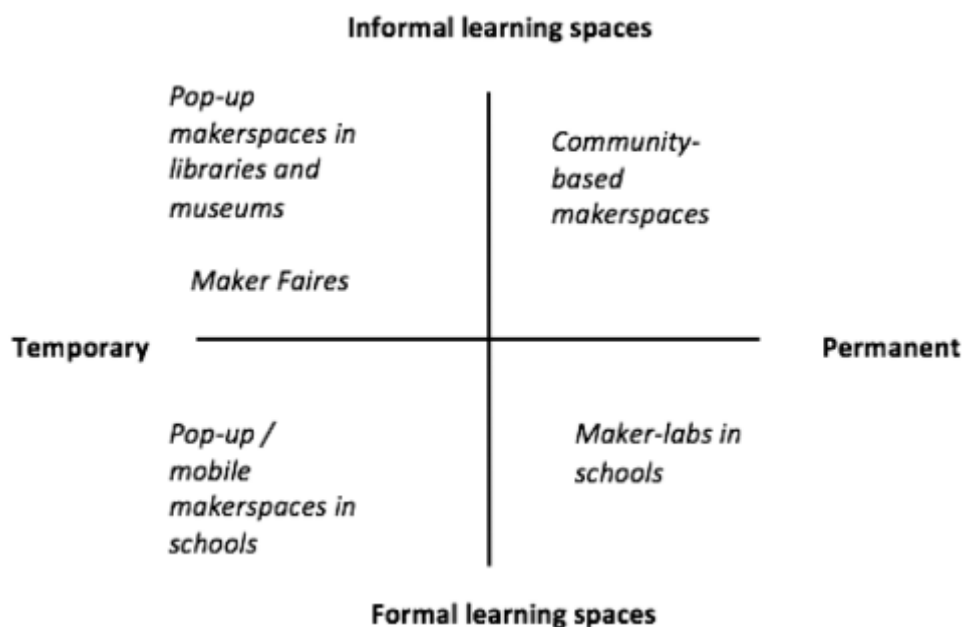 Informal learning spaces
Pop-up
makerspaces in
libraries and
museums
Community-
based
makerspaces
Maker Faires
Temporary
Permanent
Pop-up /
mobile
makerspaces in
schools
Maker-labs in
schools
Formal learning spaces